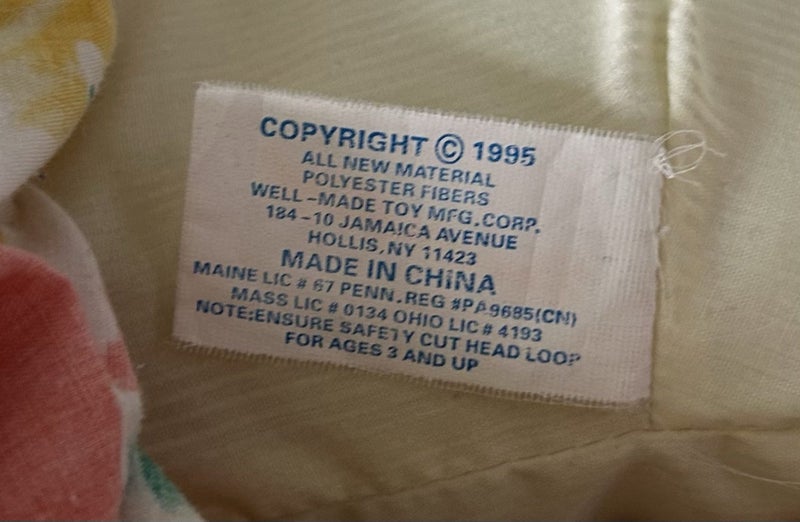 COPYRIGHT © 1995
ALL NEW MATERIAL
POLYESTER FIBERS
WELL-MADE TOY MFG.CORP.
184-10 JAMAICA AVENUE
HOLLIS, NY 11423
MADE IN CHINA
MAINE LIC # 67 PENN.REG #PA9685(CN)
MASS LIC # 0134 OHIO LIC # 4193
NOTE:ENSURE SAFETY CUT HEAD LOOP
FOR AGES 3 AND UP